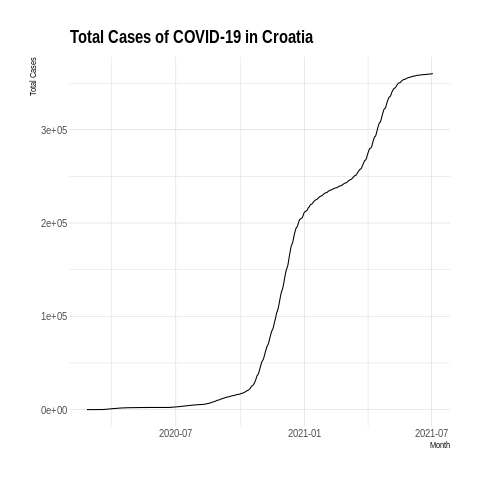 Total Cases of COVID-19 in Croatia
Total Cases
3e+05
2e+05
1e+05
0e+00
2020-07
2021-01
2021-07
Month